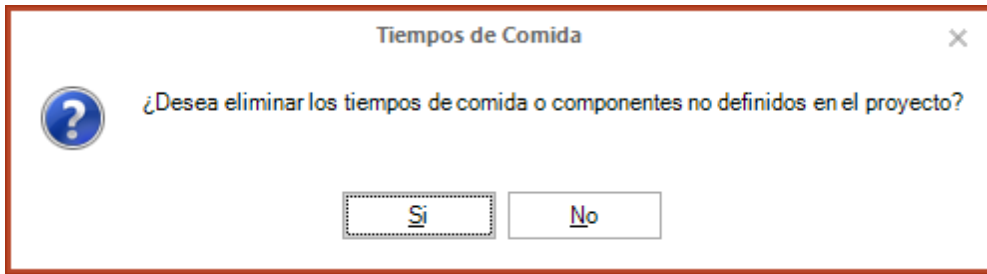 Tiempos de Comida
¿Desea eliminar los tiempos de comida o componentes no definidos en el proyecto?
Si
No